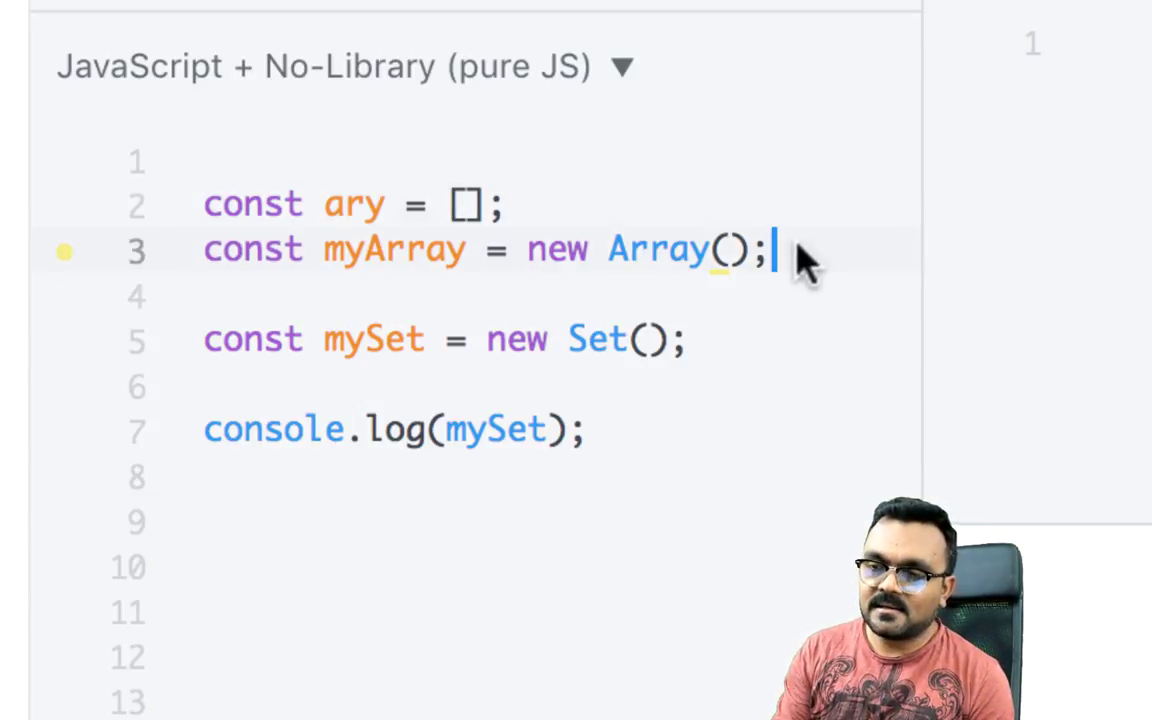 JavaScript + No-Library (pure JS) ▼
1
1
2 const ary = [];
3 const myArray = new Array();
4
5 const mySet = new Set();
6
7 console.log(mySet);
8
9
10
11
12
13